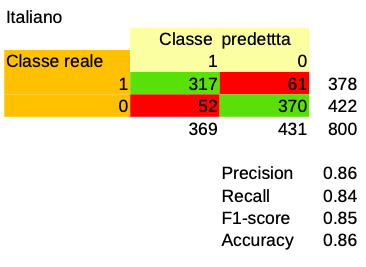 Italiano
Classe predettta
Classe reale 1 0
1 317 61 378
0 52 370 422
369 431 800
Precision 0.86
Recall 0.84
F1-score 0.85
Accuracy 0.86